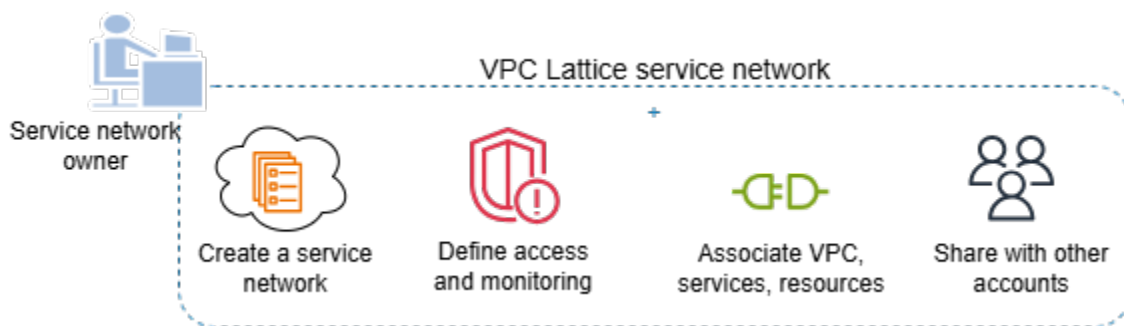 VPC Lattice service network
Service network
owner
Create a service
network
Define access
and monitoring
Associate VPC,
services, resources
Share with other
accounts